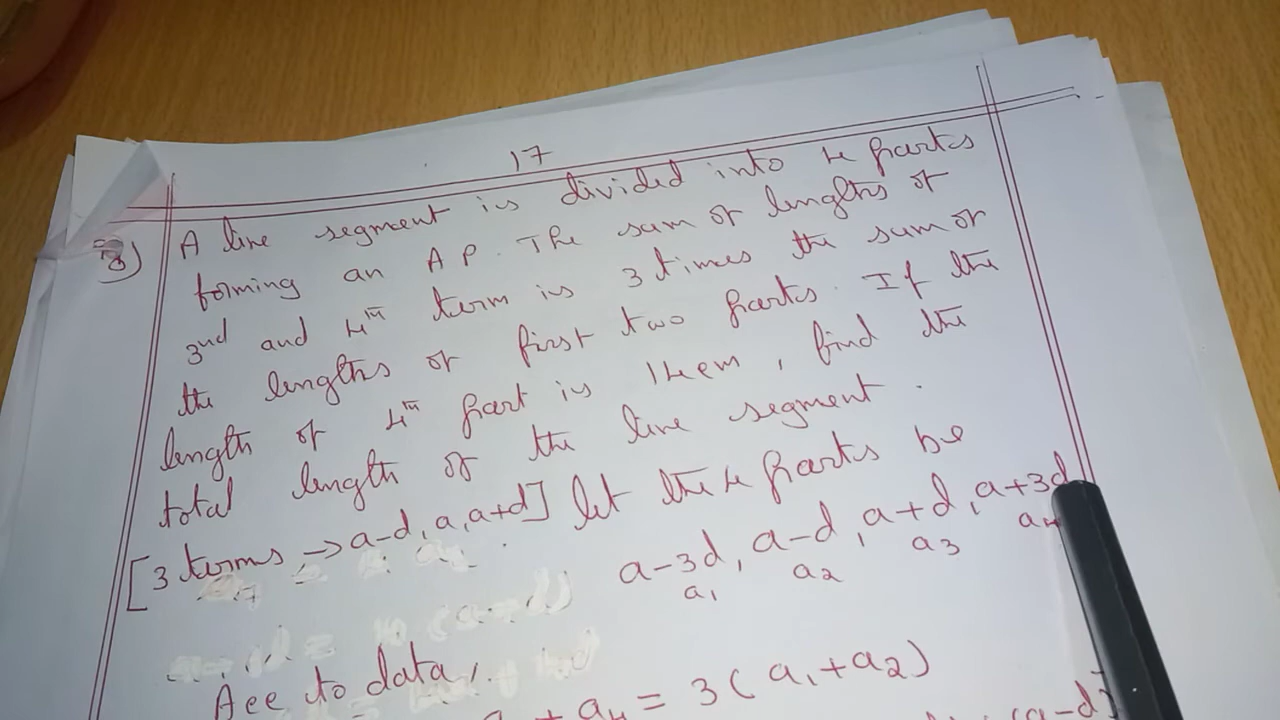 17
8) A line segment is divided into 4 parts
forming an AP. The sum of lengths of
3rd and 4th term is 3 times the sum of
the lengths of first two parts. If the
length of 4th part is 14cm, find the
total length of the line segment.
[3 terms → a-d, a, a+d] let the 4 parts be
a-3d, a-d, a+d, a+3d
a₁ a₂ a₃ a₄
Acc to data,
+ a₄ = 3(a₁+a₂)
(a-d)